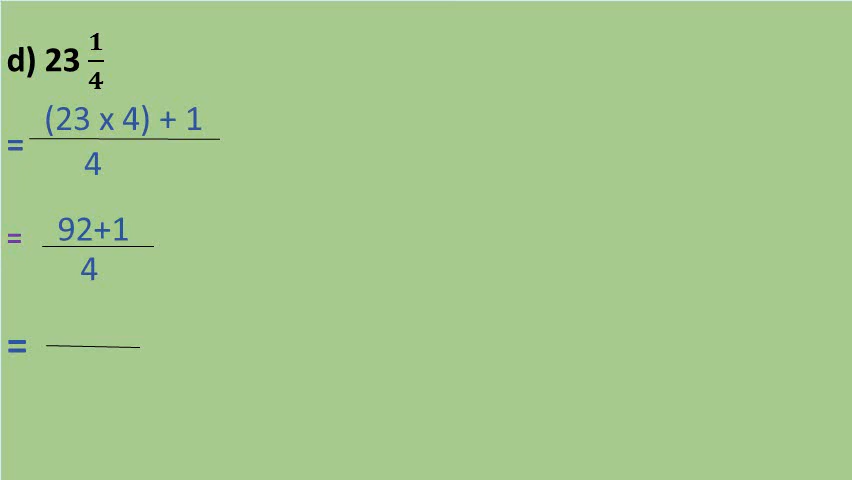 d) 23 1/4
= (23 x 4) + 1
4
= 92+1
4
=